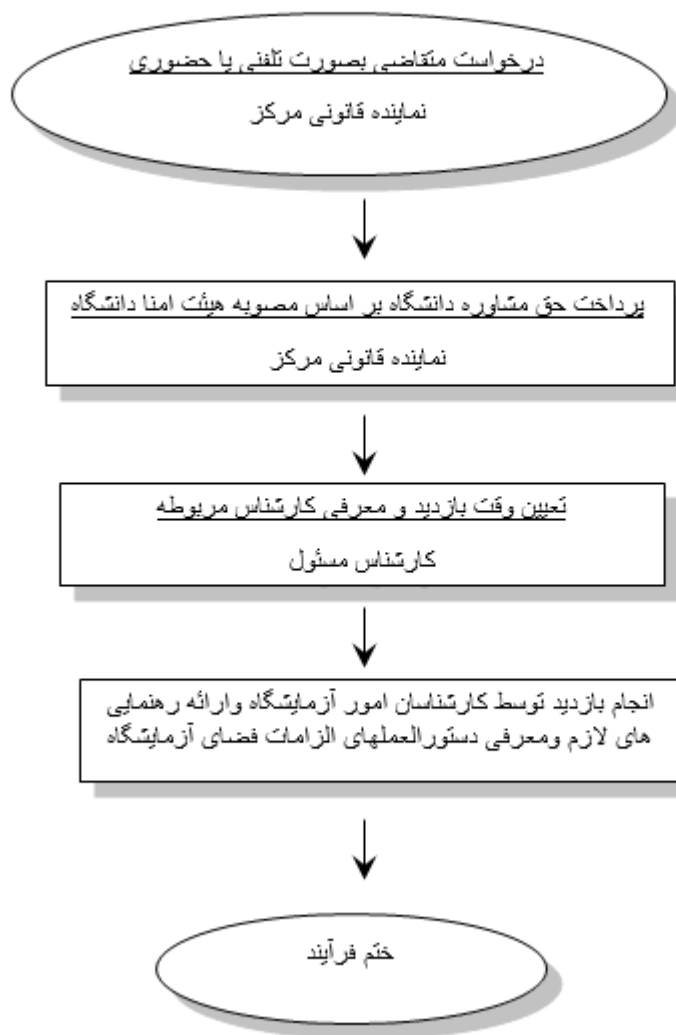 درخواست متقاضی بصورت تلفنی یا حضوری
نماینده قانونی مرکز
پرداخت حق مشاوره دانشگاه بر اساس مصوبه هیئت امنا دانشگاه
نماینده قانونی مرکز
تعیین وقت بازدید و معرفی کارشناس مربوطه
کارشناس مسئول
انجام بازدید توسط کارشناسان امور آزمایشگاه وارائه رهنمایی
های لازم ومعرفی دستورالعملهای الزامات فضای آزمایشگاه
ختم فرآیند